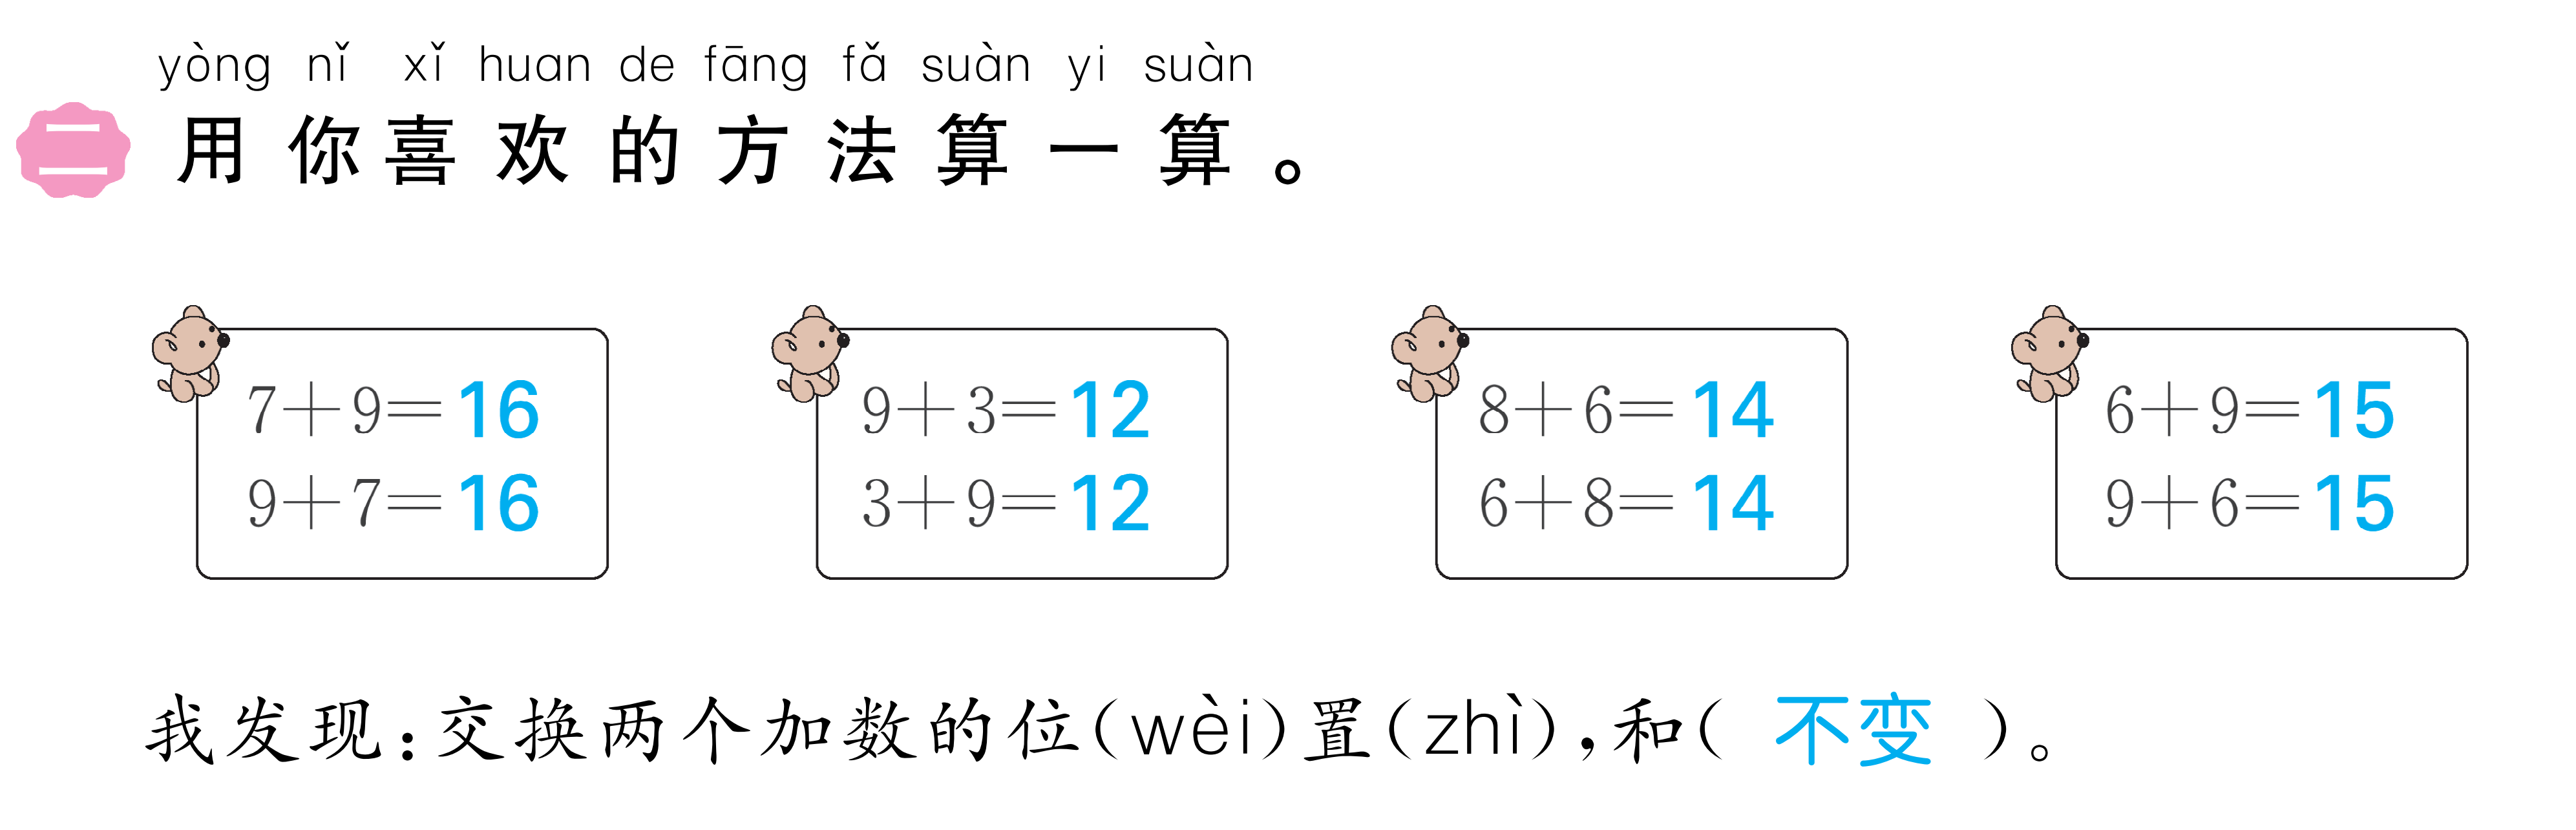 yòng nǐ xǐ huan de fāng fǎ suàn yi suàn
二 用你喜欢的方法算一算。
7+9=16 9+3=12 8+6=14 6+9=15
9+7=16 3+9=12 6+8=14 9+6=15
我发现:交换两个加数的位(wèi)置(zhì),和( 不变 )。